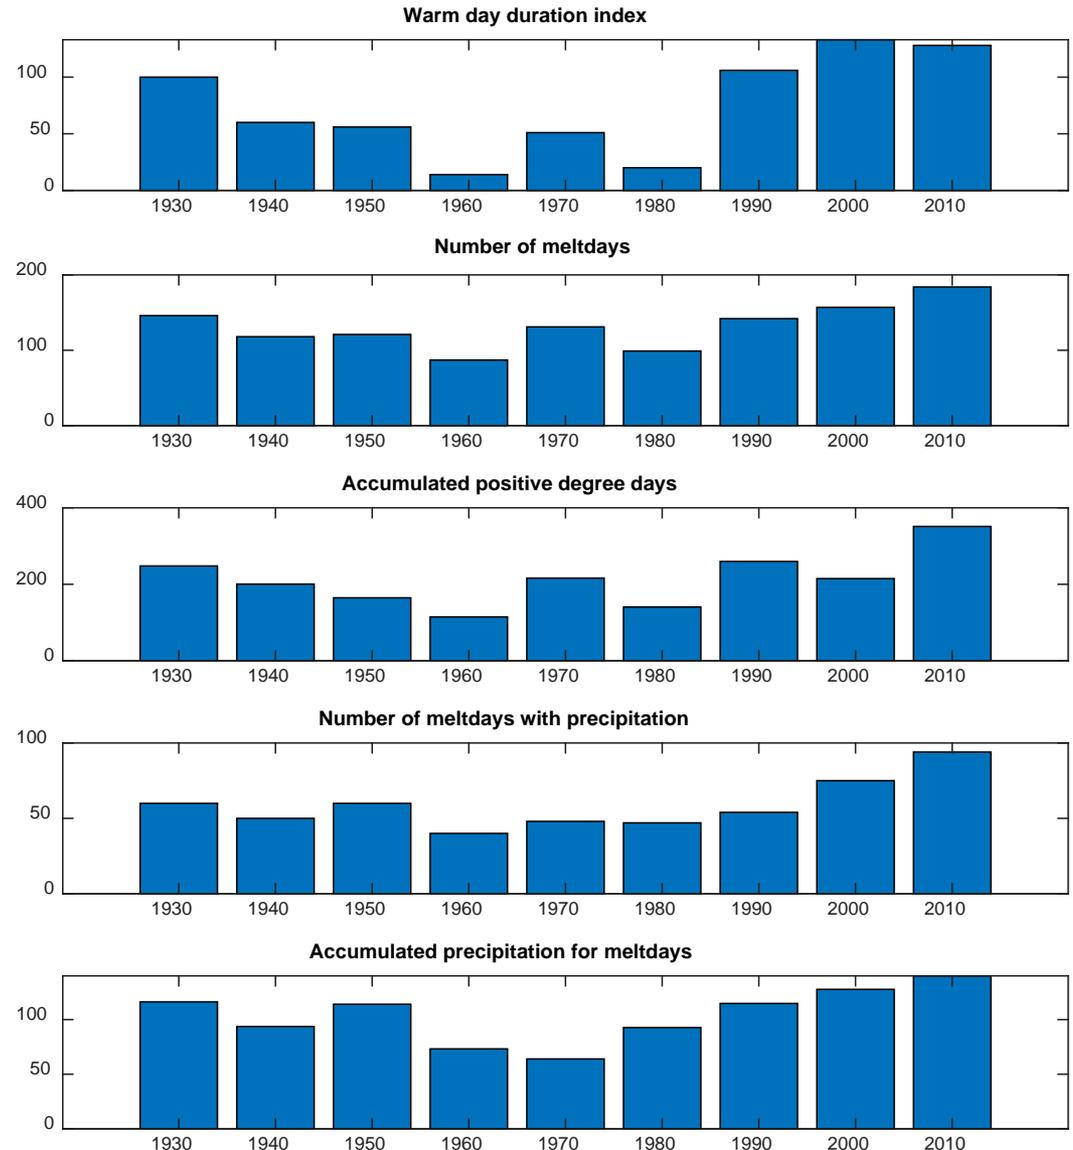 Warm day duration index
100
50
0
1930 1940 1950 1960 1970 1980 1990 2000 2010
Number of meltdays
200
100
0
1930 1940 1950 1960 1970 1980 1990 2000 2010
Accumulated positive degree days
400
200
0
1930 1940 1950 1960 1970 1980 1990 2000 2010
Number of meltdays with precipitation
100
50
0
1930 1940 1950 1960 1970 1980 1990 2000 2010
Accumulated precipitation for meltdays
100
50
0
1930 1940 1950 1960 1970 1980 1990 2000 2010